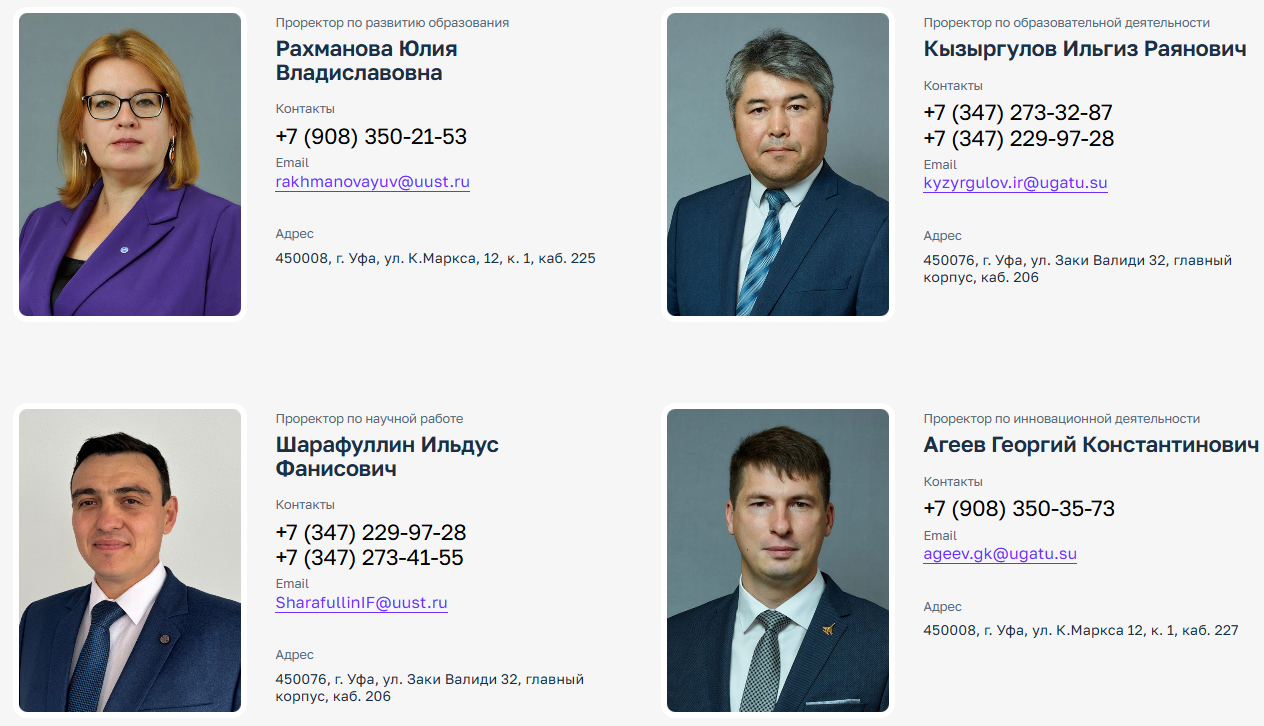 Проректор по развитию образования
Рахманова Юлия
Владиславовна
Контакты
+7 (908) 350-21-53
Email
rakhmanovayuv@uust.ru
Адрес
450008, г. Уфа, ул. К.Маркса, 12, к. 1, каб. 225
Проректор по образовательной деятельности
Кызыргулов Ильгиз Раянович
Контакты
+7 (347) 273-32-87
+7 (347) 229-97-28
Email
kyzyrgulov.ir@ugatu.su
Адрес
450076, г. Уфа, ул. Заки Валиди 32, главный
корпус, каб. 206
Проректор по научной работе
Шарафуллин Ильдус
Фанисович
Контакты
+7 (347) 229-97-28
+7 (347) 273-41-55
Email
SharafullinIF@uust.ru
Адрес
450076, г. Уфа, ул. Заки Валиди 32, главный
корпус, каб. 206
Проректор по инновационной деятельности
Агеев Георгий Константинович
Контакты
+7 (908) 350-35-73
Email
ageev.gk@ugatu.su
Адрес
450008, г. Уфа, ул. К.Маркса 12, к. 1, каб. 227